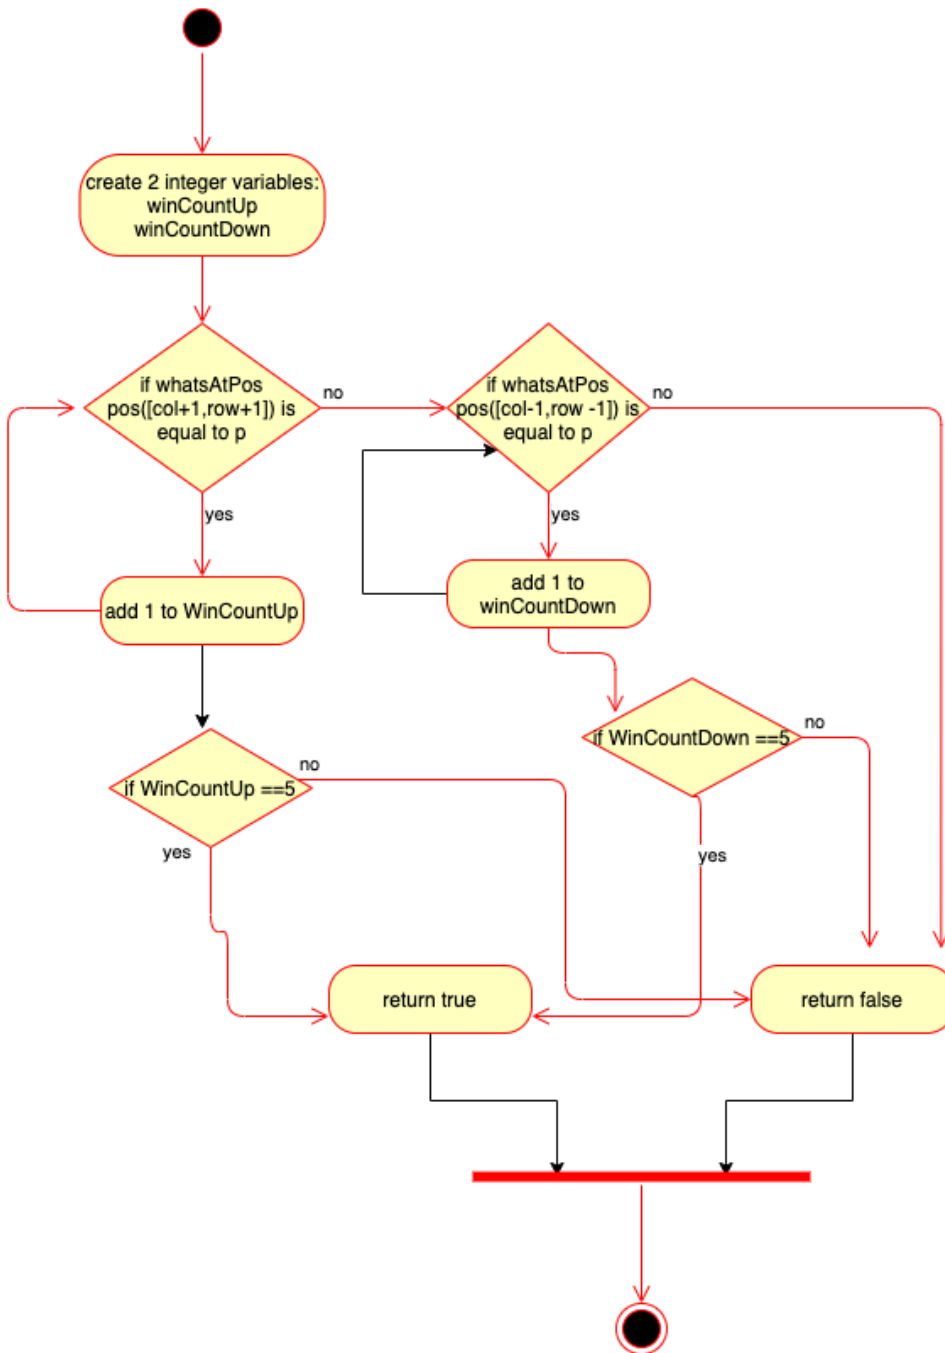 create 2 integer variables:
winCountUp
winCountDown
if whatsAtPos
pos([col+1,row+1]) is
equal to p
no
if whatsAtPos
pos([col-1,row -1]) is
equal to p
no
yes
yes
add 1 to WinCountUp
add 1 to
winCountDown
if WinCountDown ==5
no
if WinCountUp ==5
no
yes
yes
return true
return false